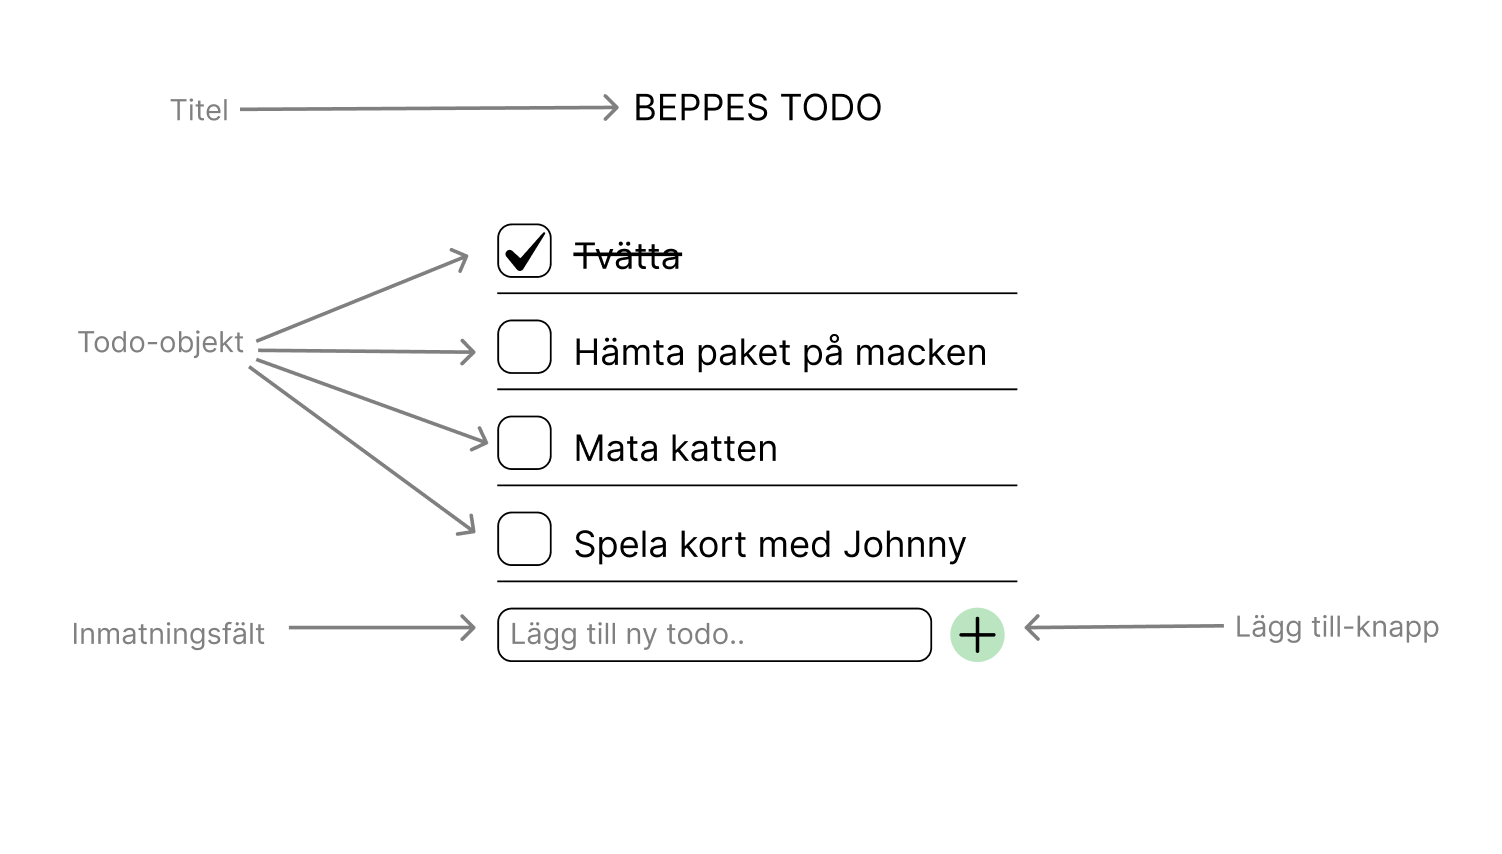 Titel
BEPPES TODO
Tvätta
Hämta paket på macken
Todo-objekt
Mata katten
Spela kort med Johnny
Inmatningsfält
Lägg till ny todo..
Lägg till-knapp